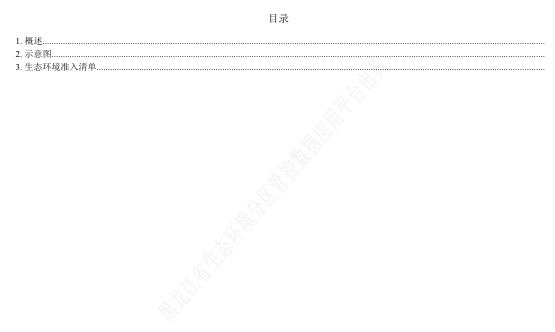 目录
1. 概述
2. 示意图
3. 生态环境准入清单
黑龙江省生态环境分区管控数据应用平台出具